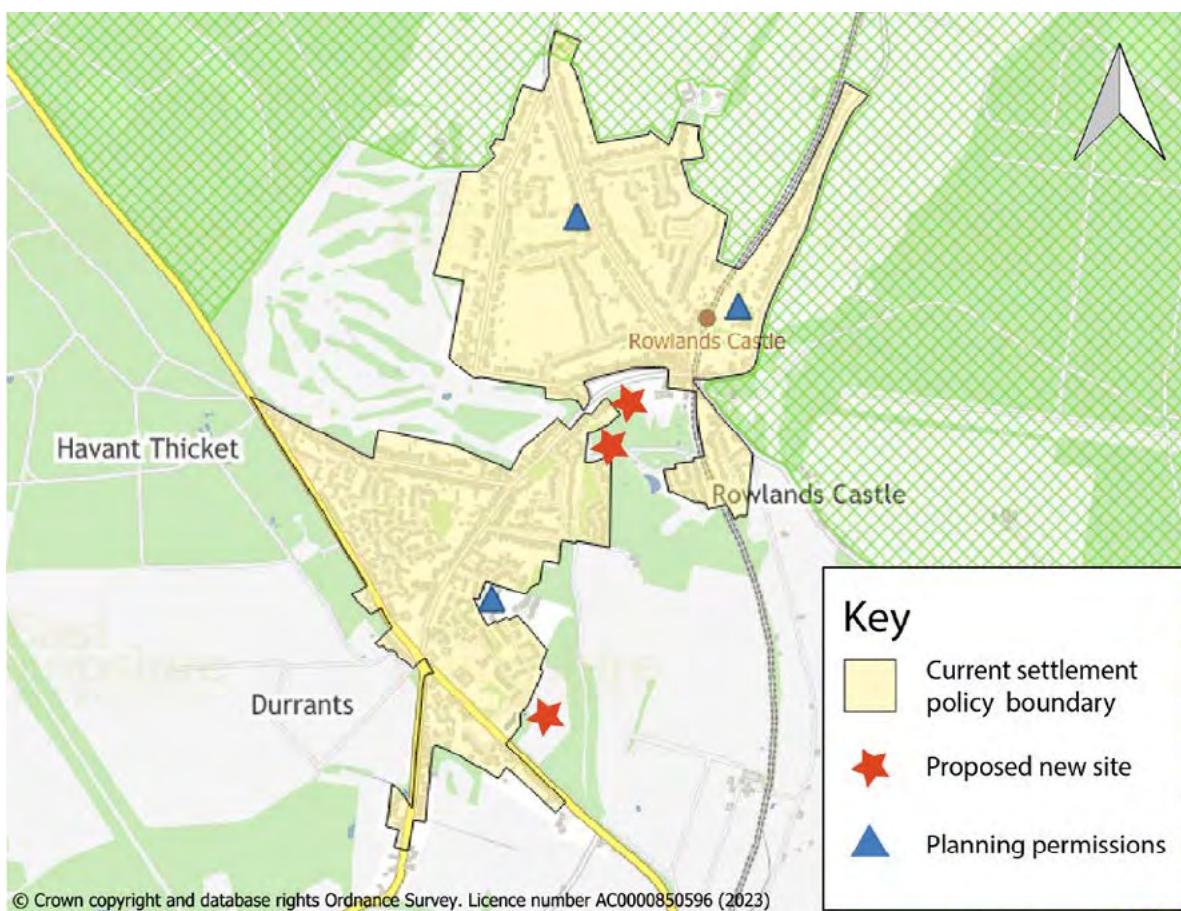 Rowlands Castle
Havant Thicket
Rowlands Castle
Durrants
Key
Current settlement
policy boundary
Proposed new site
Planning permissions
© Crown copyright and database rights Ordnance Survey. Licence number AC0000850596 (2023)